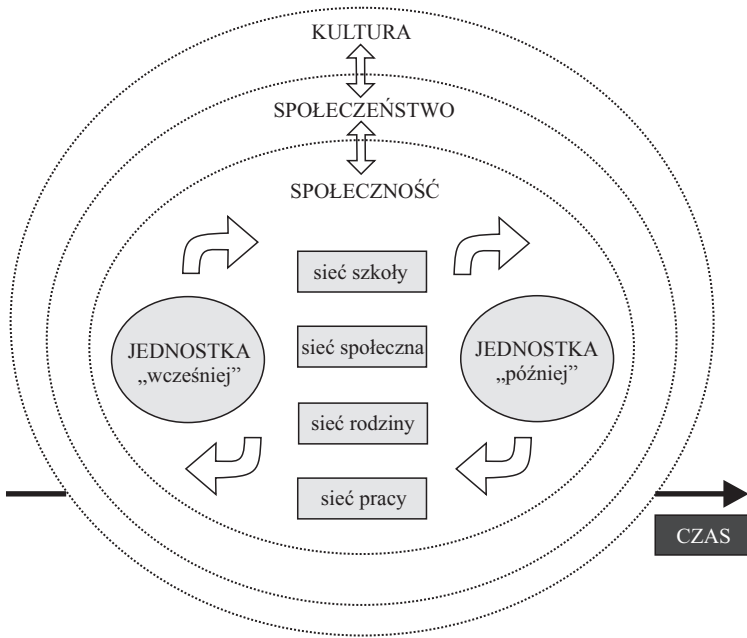 KULTURA
SPOŁECZEŃSTWO
SPOŁECZNOŚĆ
sieć szkoły
JEDNOSTKA
„wcześniej”
sieć społeczna
JEDNOSTKA
„później”
sieć rodziny
sieć pracy
CZAS